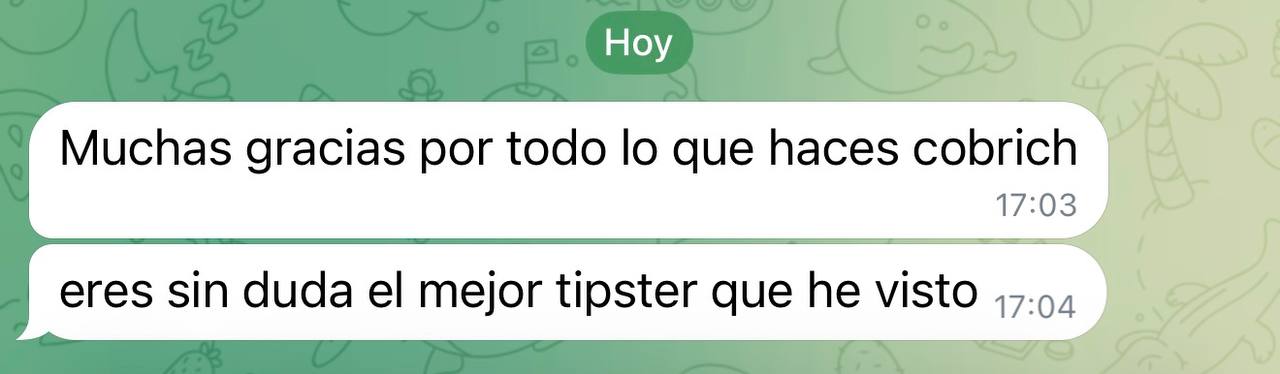 Hoy
Muchas gracias por todo lo que haces cobrich
17:03
eres sin duda el mejor tipster que he visto 17:04